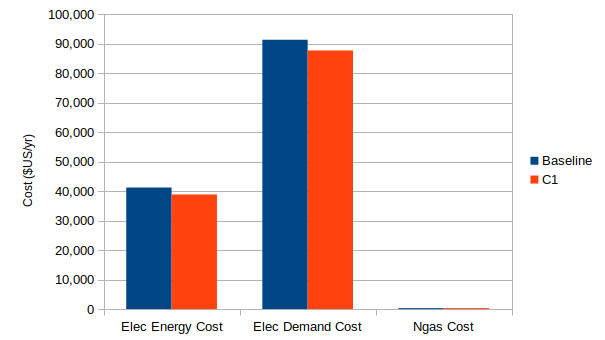 100,000
90,000
80,000
70,000
60,000
50,000
40,000
30,000
20,000
10,000
0
Cost ($US/yr)
Elec Energy Cost
Elec Demand Cost
Ngas Cost
Baseline
C1